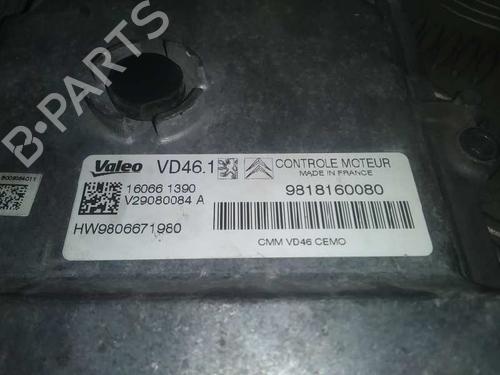 B-PARTS
Valeo VD46.1
CONTROLE MOTEUR
MADE IN FRANCE
16066 1390
V29080084 A
9818160080
HW9806671980
CMM VD46 CEMO